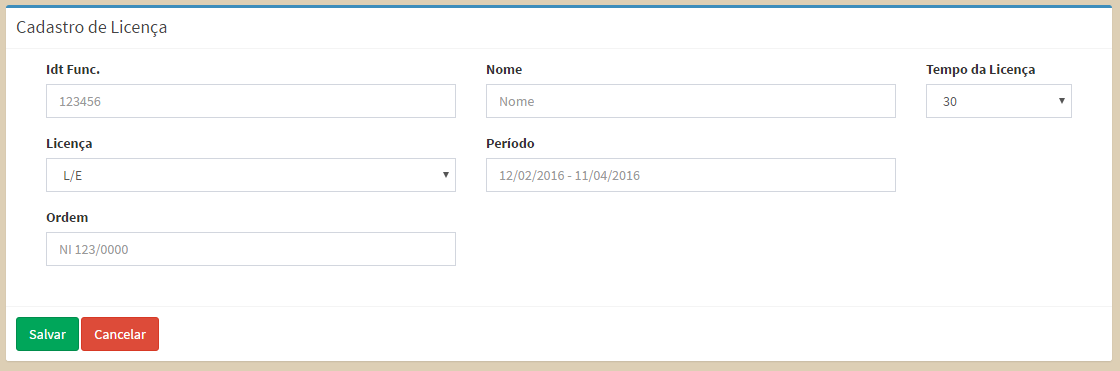 Cadastro de Licença
Idt Func. Nome Tempo da Licença
123456 Nome 30
Licença Período
L/E 12/02/2016 - 11/04/2016
Ordem
NI 123/0000
Salvar Cancelar